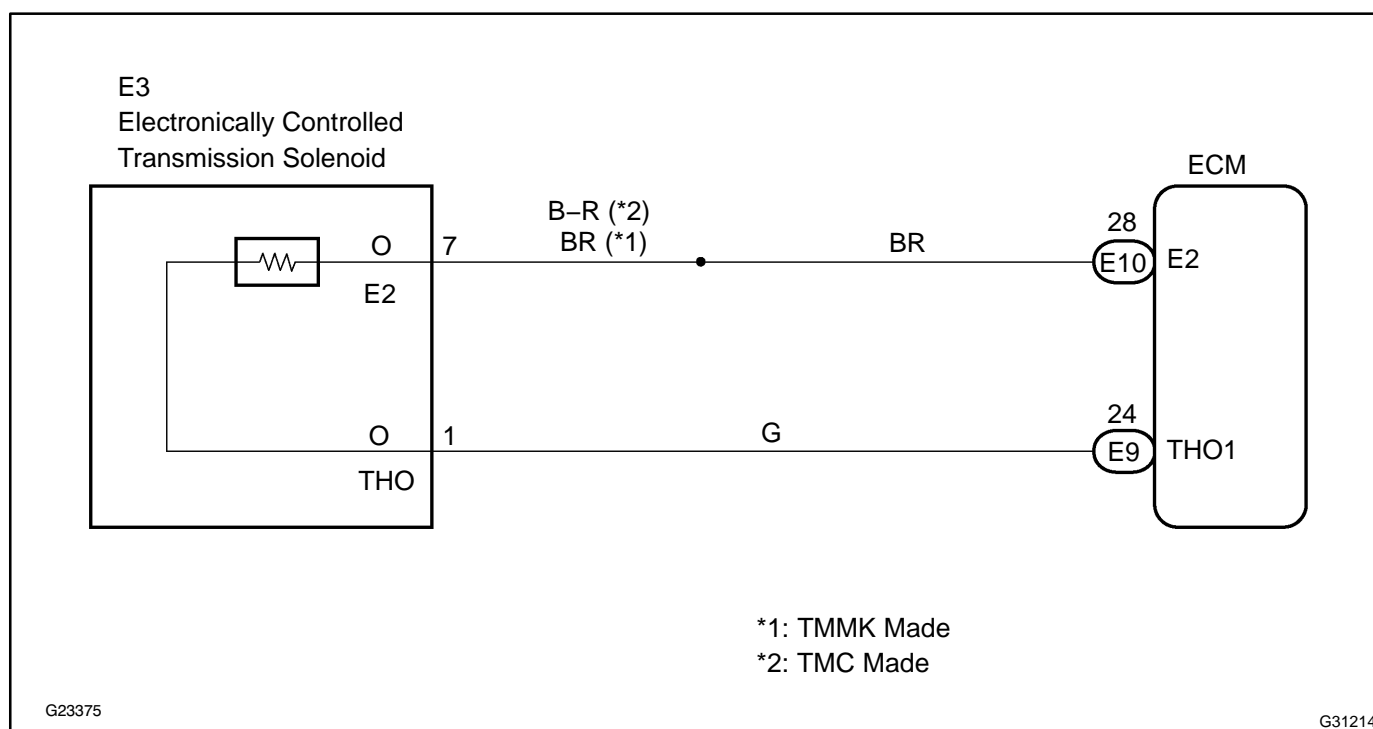 E3
Electronically Controlled
Transmission Solenoid
ECM
B−R (*2)
28
O
7
BR (*1)
BR
E10
E2
E2
24
O
1
G
E9
THO1
THO
*1: TMMK Made
*2: TMC Made
G23375
G31214